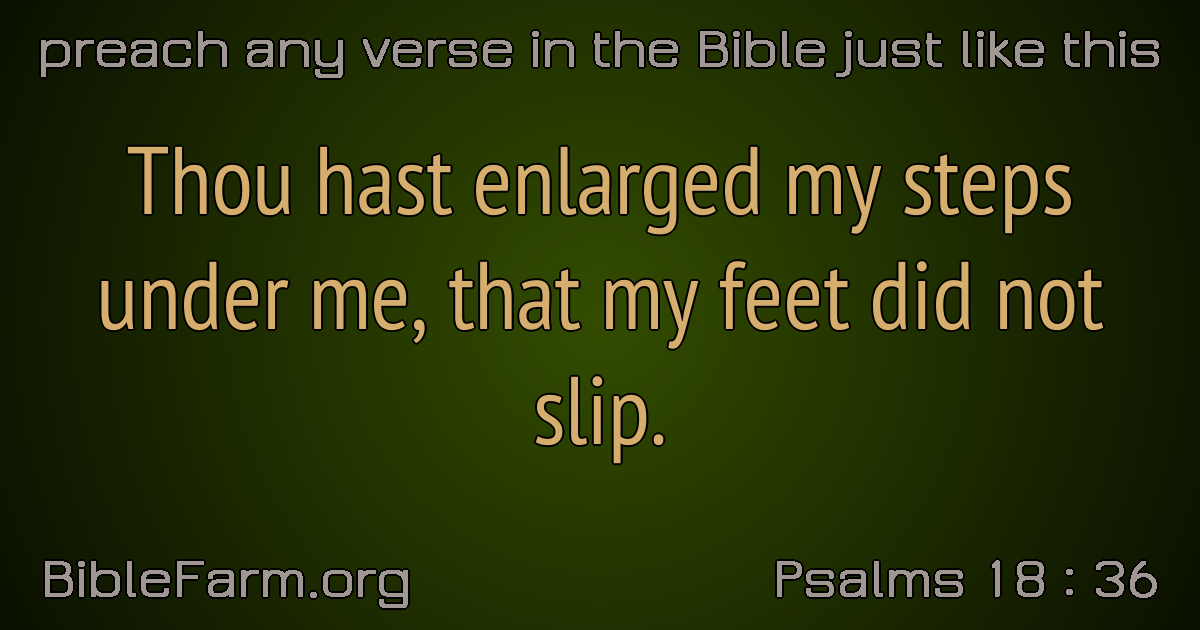 preach any verse in the Bible just like this
Thou hast enlarged my steps
under me, that my feet did not
slip.
BibleFarm.org
Psalms 18 : 36